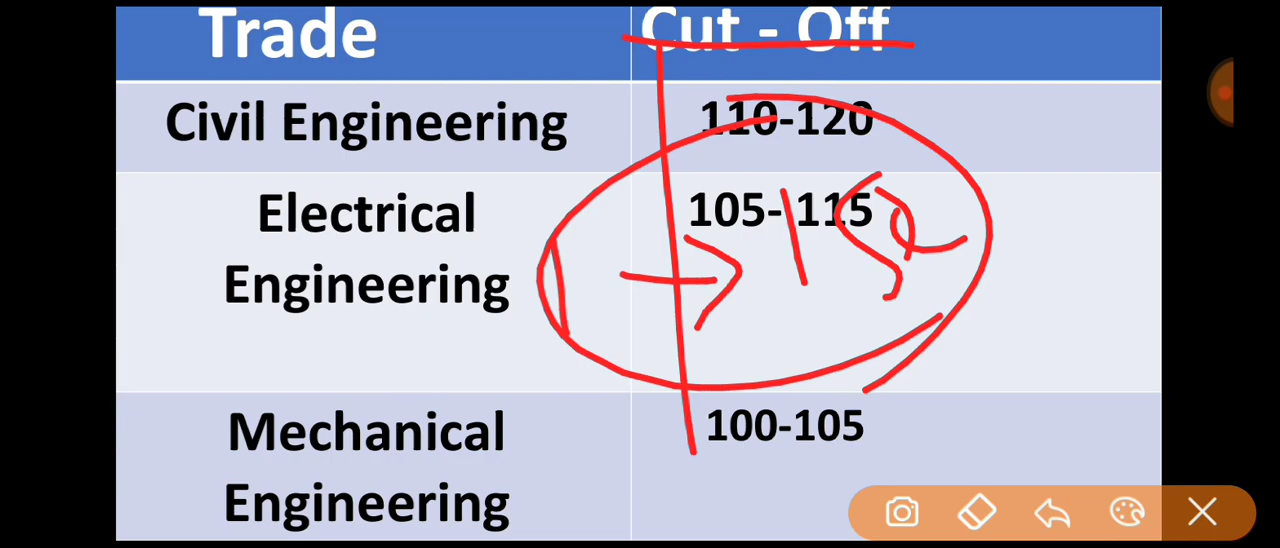 Trade Cut - Off
Civil Engineering 110-120
Electrical 105-115
Engineering
Mechanical 100-105
Engineering